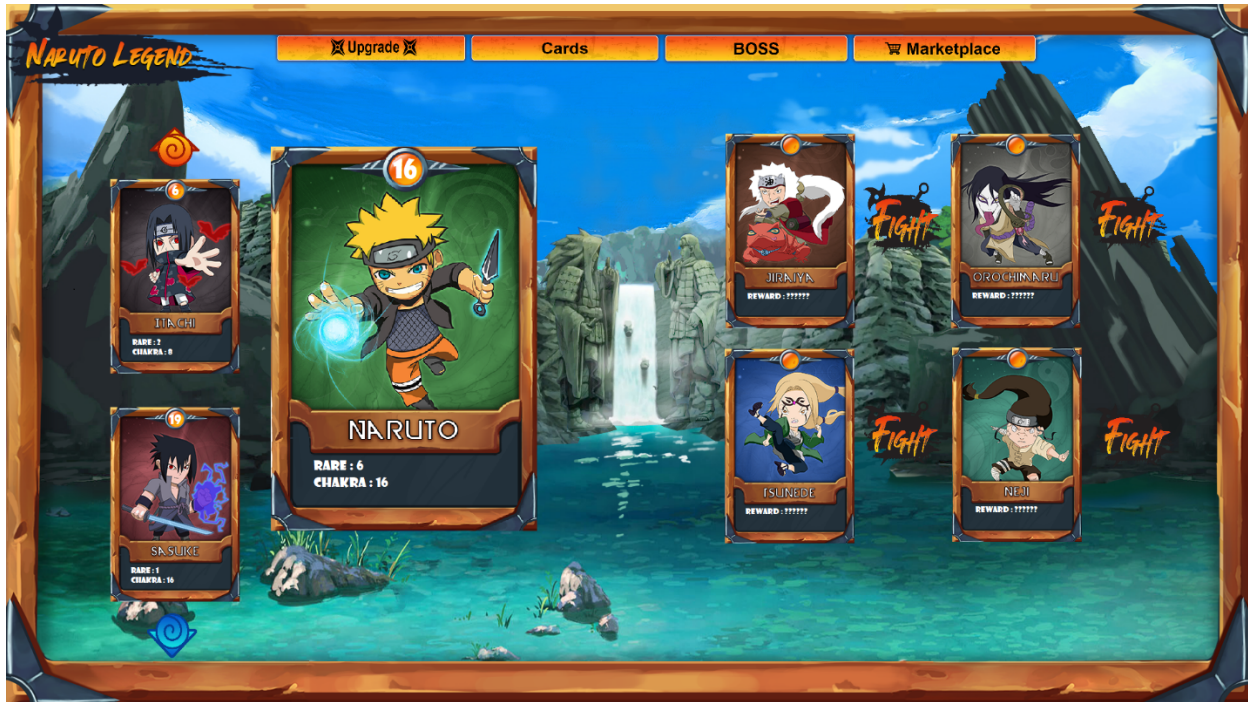 NARUTO LEGEND
Upgrade
Cards
BOSS
Marketplace
6
ITACHI
RARE : 2
CHAKRA : 8
19
SASUKE
RARE : 1
CHAKRA : 16
16
NARUTO
RARE : 6
CHAKRA : 16
JIRAIYA
REWARD : ??????
FIGHT
OROCHIMARU
REWARD : ??????
FIGHT
TSUNEDE
REWARD : ??????
FIGHT
NEJI
REWARD : ??????
FIGHT